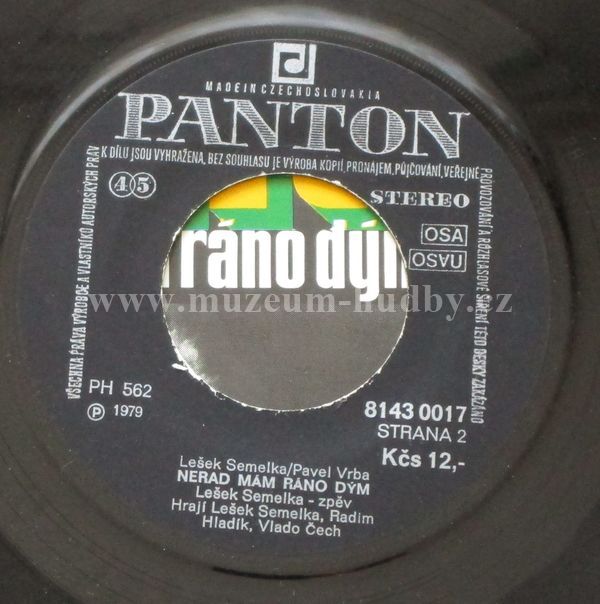 MADE IN CZECHOSLOVAKIA
PANTON
VŠECHNA PRÁVA VÝROBCE A VLASTNÍKŮ AUTORSKÝCH PRÁV K DÍLU JSOU VYHRAŽENA, BEZ SOUHLASU JE VÝROBA KOPIÍ, PRONÁJEM, PŮJČOVÁNÍ, VEŘEJNÉ PROVOZOVÁNÍ A ROZHLASOVÉ ŠÍŘENÍ TÉTO DESKY ZAKÁZÁNO
45
STEREO
OSA
OSAU
ráno dým
www.muzeum-hudby.cz
PH 562
Ⓟ 1979
8143 0017
STRANA 2
Kčs 12,-
Lešek Semelka/Pavel Vrba
NERAD MÁM RÁNO DÝM
Lešek Semelka - zpěv
Hrají Lešek Semelka, Radim
Hladík, Vlado Čech